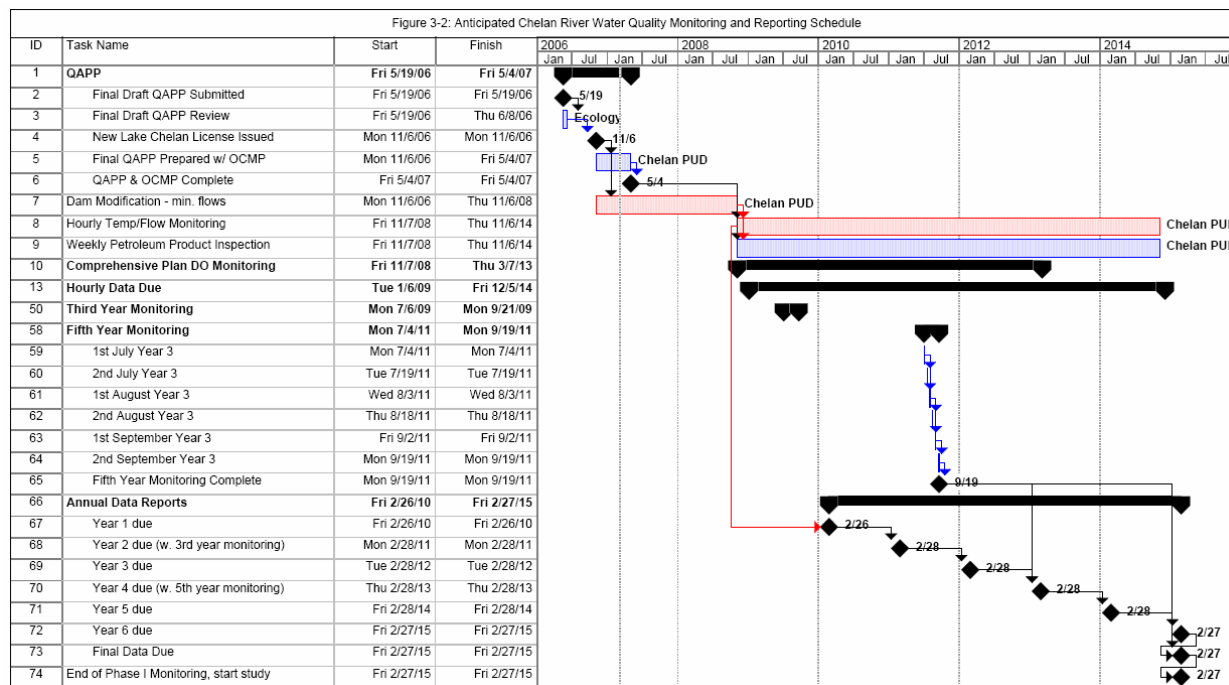 Figure 3-2: Anticipated Chelan River Water Quality Monitoring and Reporting Schedule
ID Task Name Start Finish 2006 2008 2010 2012 2014
Jan Jul Jan Jul Jan Jul Jan Jul Jan Jul Jan Jul Jan Jul Jan Jul Jan Jul Jan Jul
1 QAPP Fri 5/19/06 Fri 5/4/07
2 Final Draft QAPP Submitted Fri 5/19/06 Fri 5/19/06 5/19
3 Final Draft QAPP Review Fri 5/19/06 Thu 6/8/06 Ecology
4 New Lake Chelan License Issued Mon 11/6/06 Mon 11/6/06 11/6
5 Final QAPP Prepared w/ OCMP Mon 11/6/06 Fri 5/4/07 Chelan PUD
6 QAPP & OCMP Complete Fri 5/4/07 Fri 5/4/07 5/4
7 Dam Modification - min. flows Mon 11/6/06 Thu 11/6/08 Chelan PUD
8 Hourly Temp/Flow Monitoring Fri 11/7/08 Thu 11/6/14 Chelan PU
9 Weekly Petroleum Product Inspection Fri 11/7/08 Thu 11/6/14 Chelan PU
10 Comprehensive Plan DO Monitoring Fri 11/7/08 Thu 3/7/13
13 Hourly Data Due Tue 1/6/09 Fri 12/5/14
50 Third Year Monitoring Mon 7/6/09 Mon 9/21/09
58 Fifth Year Monitoring Mon 7/4/11 Mon 9/19/11
59 1st July Year 3 Mon 7/4/11 Mon 7/4/11
60 2nd July Year 3 Tue 7/19/11 Tue 7/19/11
61 1st August Year 3 Wed 8/3/11 Wed 8/3/11
62 2nd August Year 3 Thu 8/18/11 Thu 8/18/11
63 1st September Year 3 Fri 9/2/11 Fri 9/2/11
64 2nd September Year 3 Mon 9/19/11 Mon 9/19/11
65 Fifth Year Monitoring Complete Mon 9/19/11 Mon 9/19/11 9/19
66 Annual Data Reports Fri 2/26/10 Fri 2/27/15
67 Year 1 due Fri 2/26/10 Fri 2/26/10 2/26
68 Year 2 due (w. 3rd year monitoring) Mon 2/28/11 Mon 2/28/11 2/28
69 Year 3 due Tue 2/28/12 Tue 2/28/12 2/28
70 Year 4 due (w. 5th year monitoring) Thu 2/28/13 Thu 2/28/13 2/28
71 Year 5 due Fri 2/28/14 Fri 2/28/14 2/28
72 Year 6 due Fri 2/27/15 Fri 2/27/15 2/27
73 Final Data Due Fri 2/27/15 Fri 2/27/15 2/27
74 End of Phase I Monitoring, start study Fri 2/27/15 Fri 2/27/15 2/27